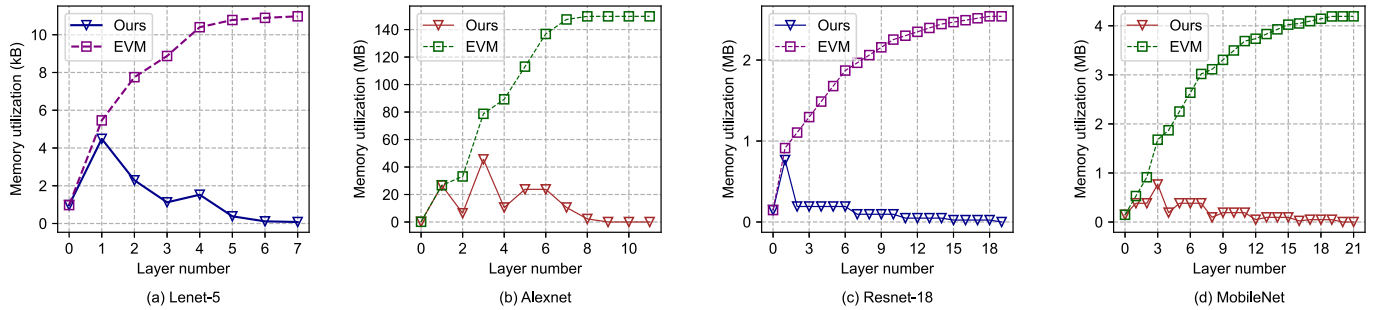 Memory utilization (kB)
10
8
6
4
2
0
Ours
EVM
0 1 2 3 4 5 6 7
Layer number
(a) Lenet-5
Memory utilization (MB)
140
120
100
80
60
40
20
0
Ours
EVM
0 2 4 6 8 10
Layer number
(b) Alexnet
Memory utilization (MB)
2
1
0
Ours
EVM
0 3 6 9 12 15 18
Layer number
(c) Resnet-18
Memory utilization (MB)
4
3
2
1
0
Ours
EVM
0 3 6 9 12 15 18 21
Layer number
(d) MobileNet